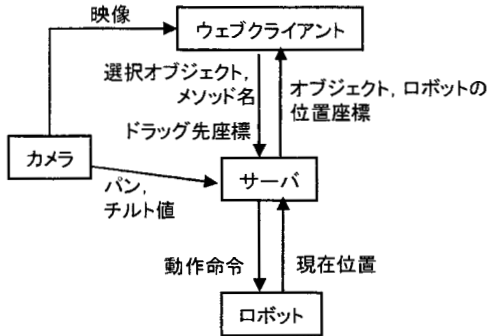 映像
ウェブクライアント
選択オブジェクト,
メソッド名
ドラッグ先座標
オブジェクト, ロボットの
位置座標
カメラ
パン,
チルト値
サーバ
動作命令
現在位置
ロボット